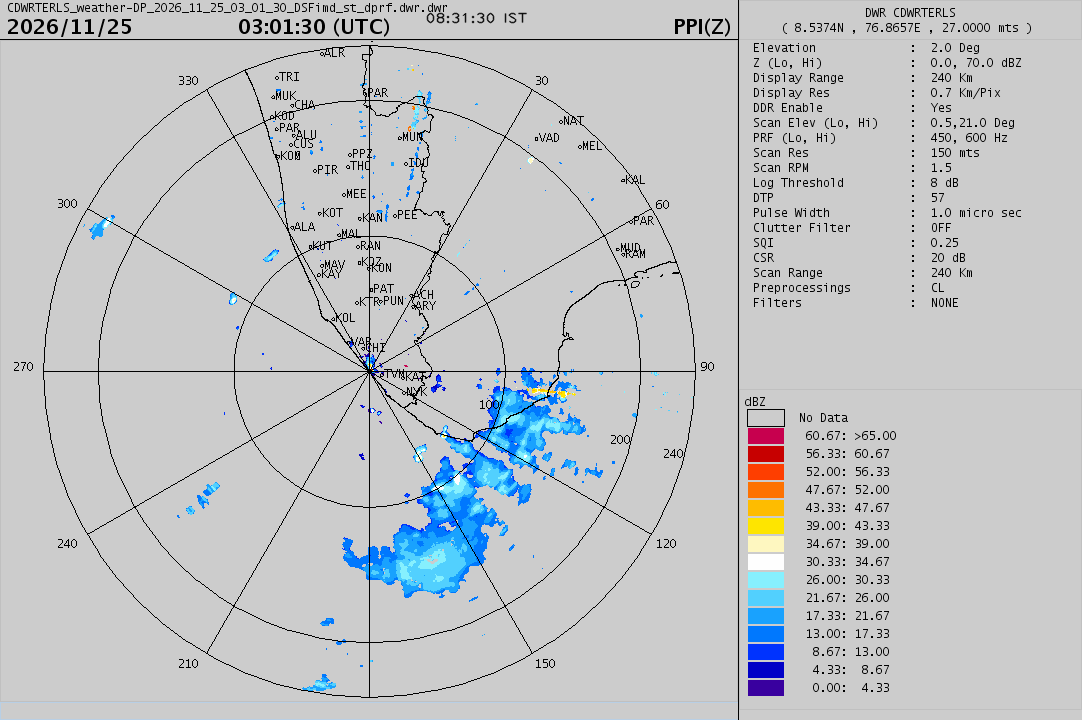 CDWRTERLS_weather-DP_2026_11_25_03_01_30_DSFimd_st_dprf.dwr.dwr
2026/11/25
03:01:30 (UTC)
08:31:30 IST
PPI(Z)
DWR CDWRTERLS
( 8.5374N , 76.8657E , 27.0000 mts )
Elevation : 2.0 Deg
Z (Lo, Hi) : 0.0, 70.0 dBZ
Display Range : 240 Km
Display Res : 0.7 Km/Pix
DDR Enable : Yes
Scan Elev (Lo, Hi) : 0.5,21.0 Deg
PRF (Lo, Hi) : 450, 600 Hz
Scan Res : 150 mts
Scan RPM : 1.5
Log Threshold : 8 dB
DTP : 57
Pulse Width : 1.0 micro sec
Clutter Filter : OFF
SQI : 0.25
CSR : 20 dB
Scan Range : 240 Km
Preprocessings : CL
Filters : NONE
ALR
330
TRI
30
MUK
PAR
CHA
KOD
NAT
PAR
ALU
MUN
VAD
CUS
MEL
KOM
PPZ
THO
IDU
PIR
KAL
MEE
300
60
KOT
KAN
PEE
PAR
ALA
MAL
KUT
RAN
MUD
RAM
MAV
KOZ
KON
KAY
PAT
KTR
PUN
ACH
ARY
KOL
VAR
CHI
270
TVM
KAT
90
NYK
100
200
240
240
120
210
150
dBZ
No Data
60.67: >65.00
56.33: 60.67
52.00: 56.33
47.67: 52.00
43.33: 47.67
39.00: 43.33
34.67: 39.00
30.33: 34.67
26.00: 30.33
21.67: 26.00
17.33: 21.67
13.00: 17.33
8.67: 13.00
4.33: 8.67
0.00: 4.33